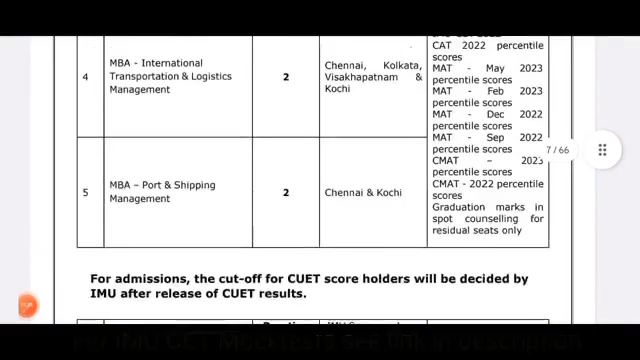 CAT 2022 percentile
scores
4
MBA - International
Transportation & Logistics
Management
2
Chennai, Kolkata,
Visakhapatnam &
Kochi
MAT - May 2023
percentile scores
MAT - Feb 2023
percentile scores
MAT - Dec 2022
percentile scores
MAT - Sep 2022
percentile scores
CMAT – 2023
percentile scores
CMAT - 2022 percentile
scores
Graduation marks in
spot counselling for
residual seats only
7 / 66
5
MBA – Port & Shipping
Management
2
Chennai & Kochi
For admissions, the cut-off for CUET score holders will be decided by
IMU after release of CUET results.